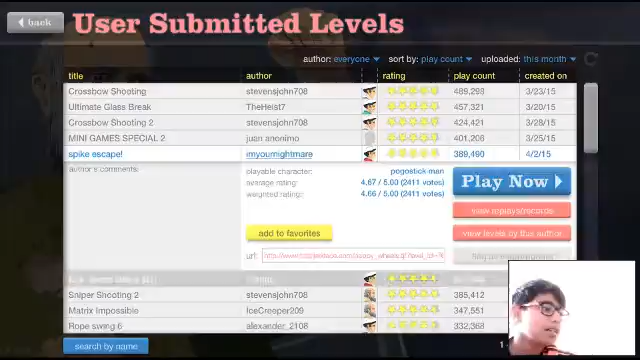 back
User Submitted Levels
author: everyone sort by: play count uploaded: this month
title author rating play count created on
Crossbow Shooting stevensjohn708 489,293 3/23/15
Ultimate Glass Break TheHeist7 457,321 3/20/15
Crossbow Shooting 2 stevensjohn708 424,421 3/28/15
MINI GAMES SPECIAL 2 juan anonimo 401,206 3/25/15
spike escape! imyournightmare 389,490 4/2/15
author's comments:
playable character: pogostick man
average rating: 4.67 / 5.00 (2411 votes)
weighted rating: 4.66 / 5.00 (2411 votes)
Play Now
view replays/records
add to favorites
view levels by this author
url:
Sniper Shooting 2 stevensjohn708 385,412
Matrix Impossible IceCreeper209 347,551
Rope swing 6 alexander_2108 332,368
search by name